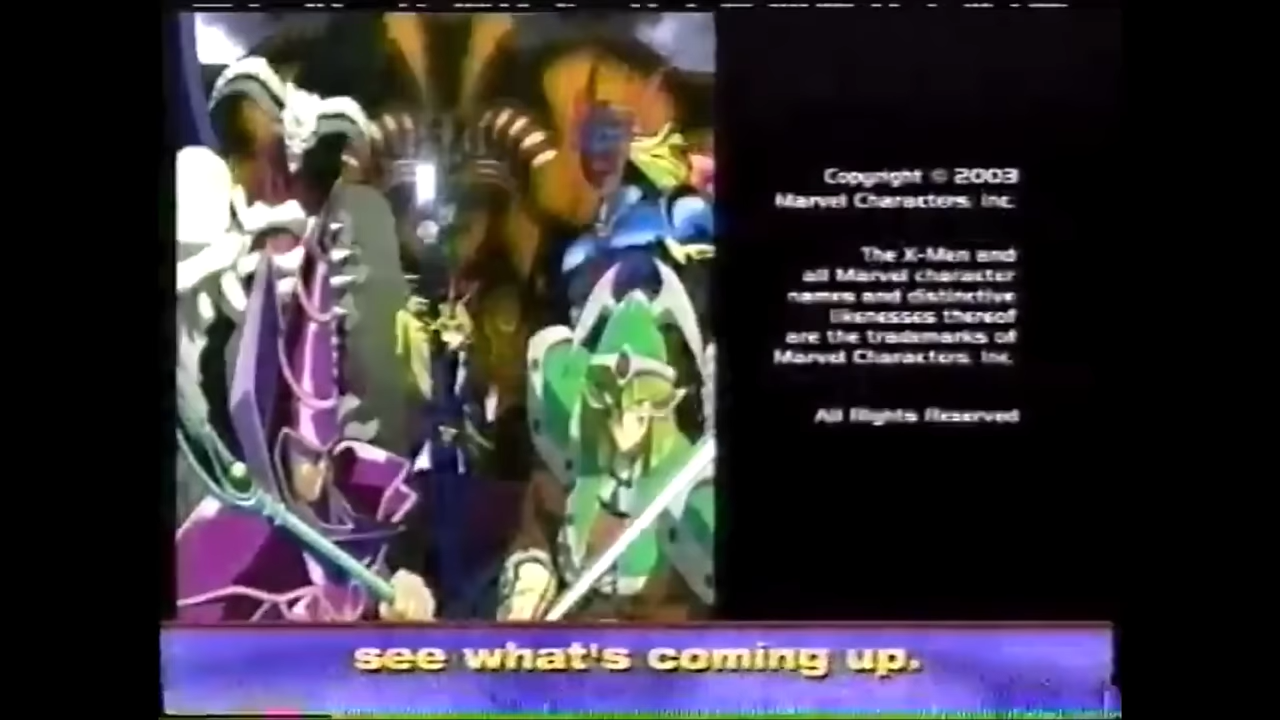 Copyright © 2003
Marvel Characters, Inc.
The X-Men and
all Marvel character
names and distinctive
likenesses thereof
are the trademarks of
Marvel Characters, Inc.
All Rights Reserved
see what's coming up.